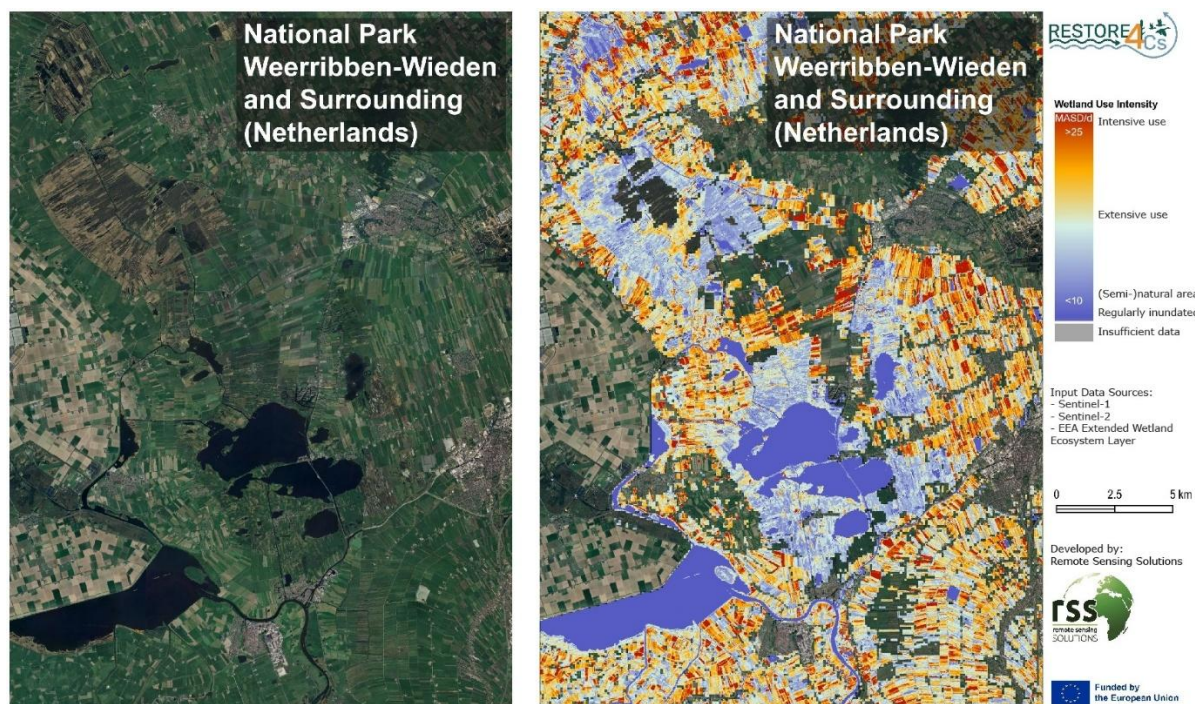 National Park
Weerribben-Wieden
and Surrounding
(Netherlands)
National Park
Weerribben-Wieden
and Surrounding
(Netherlands)
RESTORE4Cs
Wetland Use Intensity
MASD/d
>25
Intensive use
Extensive use
<10
(Semi-)natural area
Regularly inundated
Insufficient data
Input Data Sources:
- Sentinel-1
- Sentinel-2
- EEA Extended Wetland
Ecosystem Layer
0 2.5 5 km
Developed by:
Remote Sensing Solutions
rss
remote sensing
SOLUTIONS
Funded by
the European Union